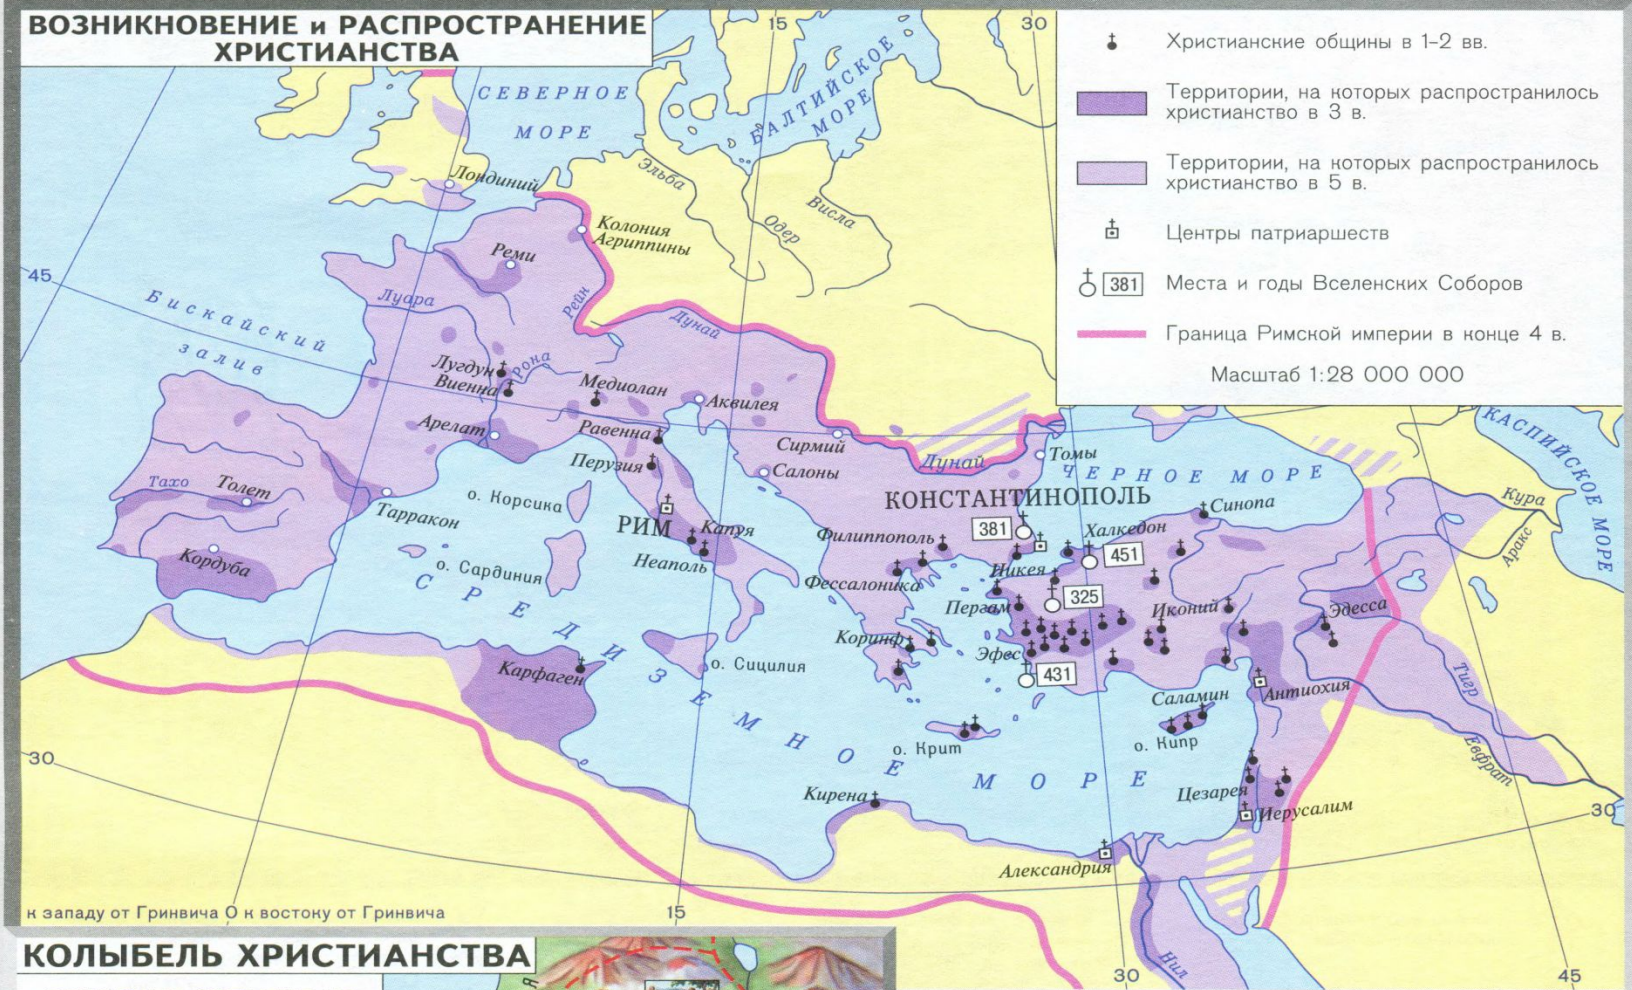 ВОЗНИКНОВЕНИЕ и РАСПРОСТРАНЕНИЕ
ХРИСТИАНСТВА
15
30
Христианские общины в 1–2 вв.
Территории, на которых распространилось
христианство в 3 в.
Территории, на которых распространилось
христианство в 5 в.
Центры патриаршеств
381
Места и годы Вселенских Соборов
Граница Римской империи в конце 4 в.
Масштаб 1:28 000 000
СЕВЕРНОЕ
МОРЕ
БАЛТИЙСКОЕ
МОРЕ
Лондиний
Эльба
Одер
Висла
Колония
Агриппины
Реми
45
Луара
Рейн
Дунай
Бискайский
залив
Лугдун
Рона
Виенна
Медиолан
Аквилея
Арелат
Равенна
Сирмий
Перузия
Дунай
Томы
Салоны
ЧЕРНОЕ МОРЕ
КАСПИЙСКОЕ МОРЕ
Тахо
Толет
о. Корсика
Тарракон
КОНСТАНТИНОПОЛЬ
Синопа
Кура
Аракс
РИМ
Капуя
381
Халкедон
Филиппополь
451
Кордуба
о. Сардиния
Неаполь
Никея
Фессалоника
325
Пергам
Иконий
Эдесса
СРЕДИЗЕМНОЕ МОРЕ
Коринф
Эфес
Карфаген
о. Сицилия
431
Тигр
Саламин
Антиохия
о. Крит
о. Кипр
Евфрат
30
Кирена
Цезарея
Иерусалим
30
Александрия
к западу от Гринвича 0 к востоку от Гринвича
15
Нил
30
45
КОЛЫБЕЛЬ ХРИСТИАНСТВА
Я